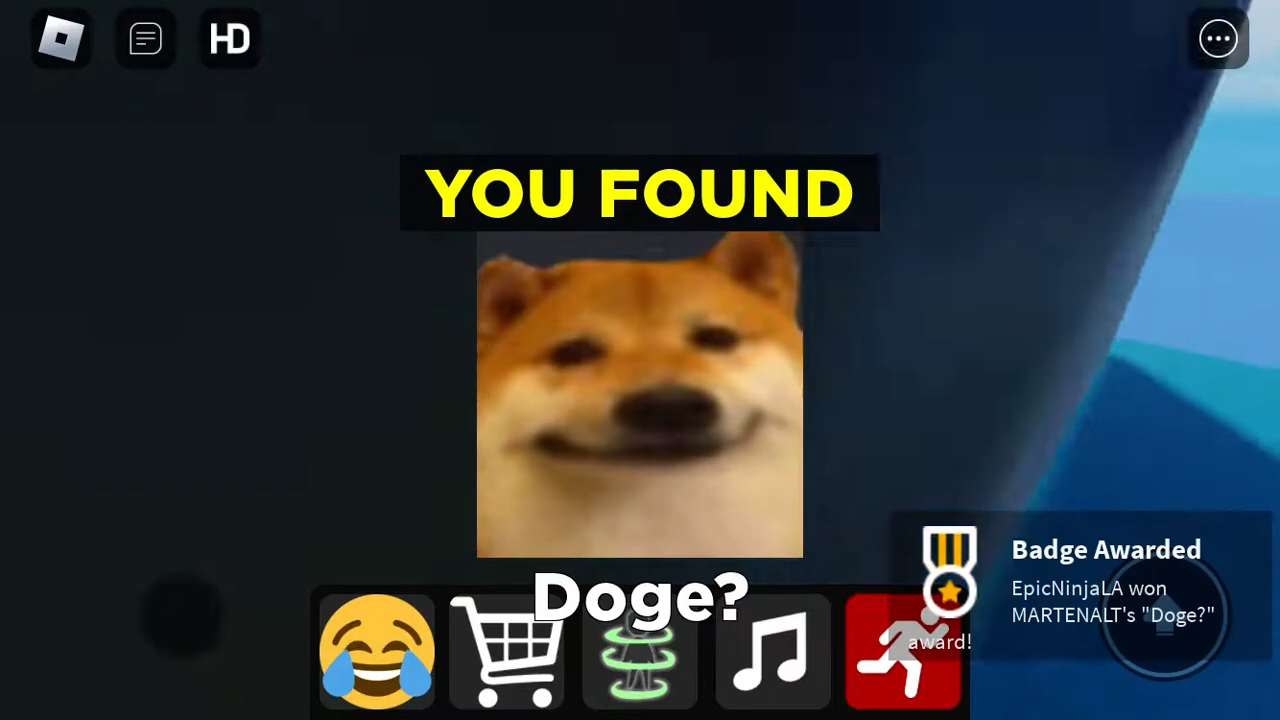 HD
YOU FOUND
Doge?
Badge Awarded
EpicNinjaLA won
MARTENALT's "Doge?"
award!